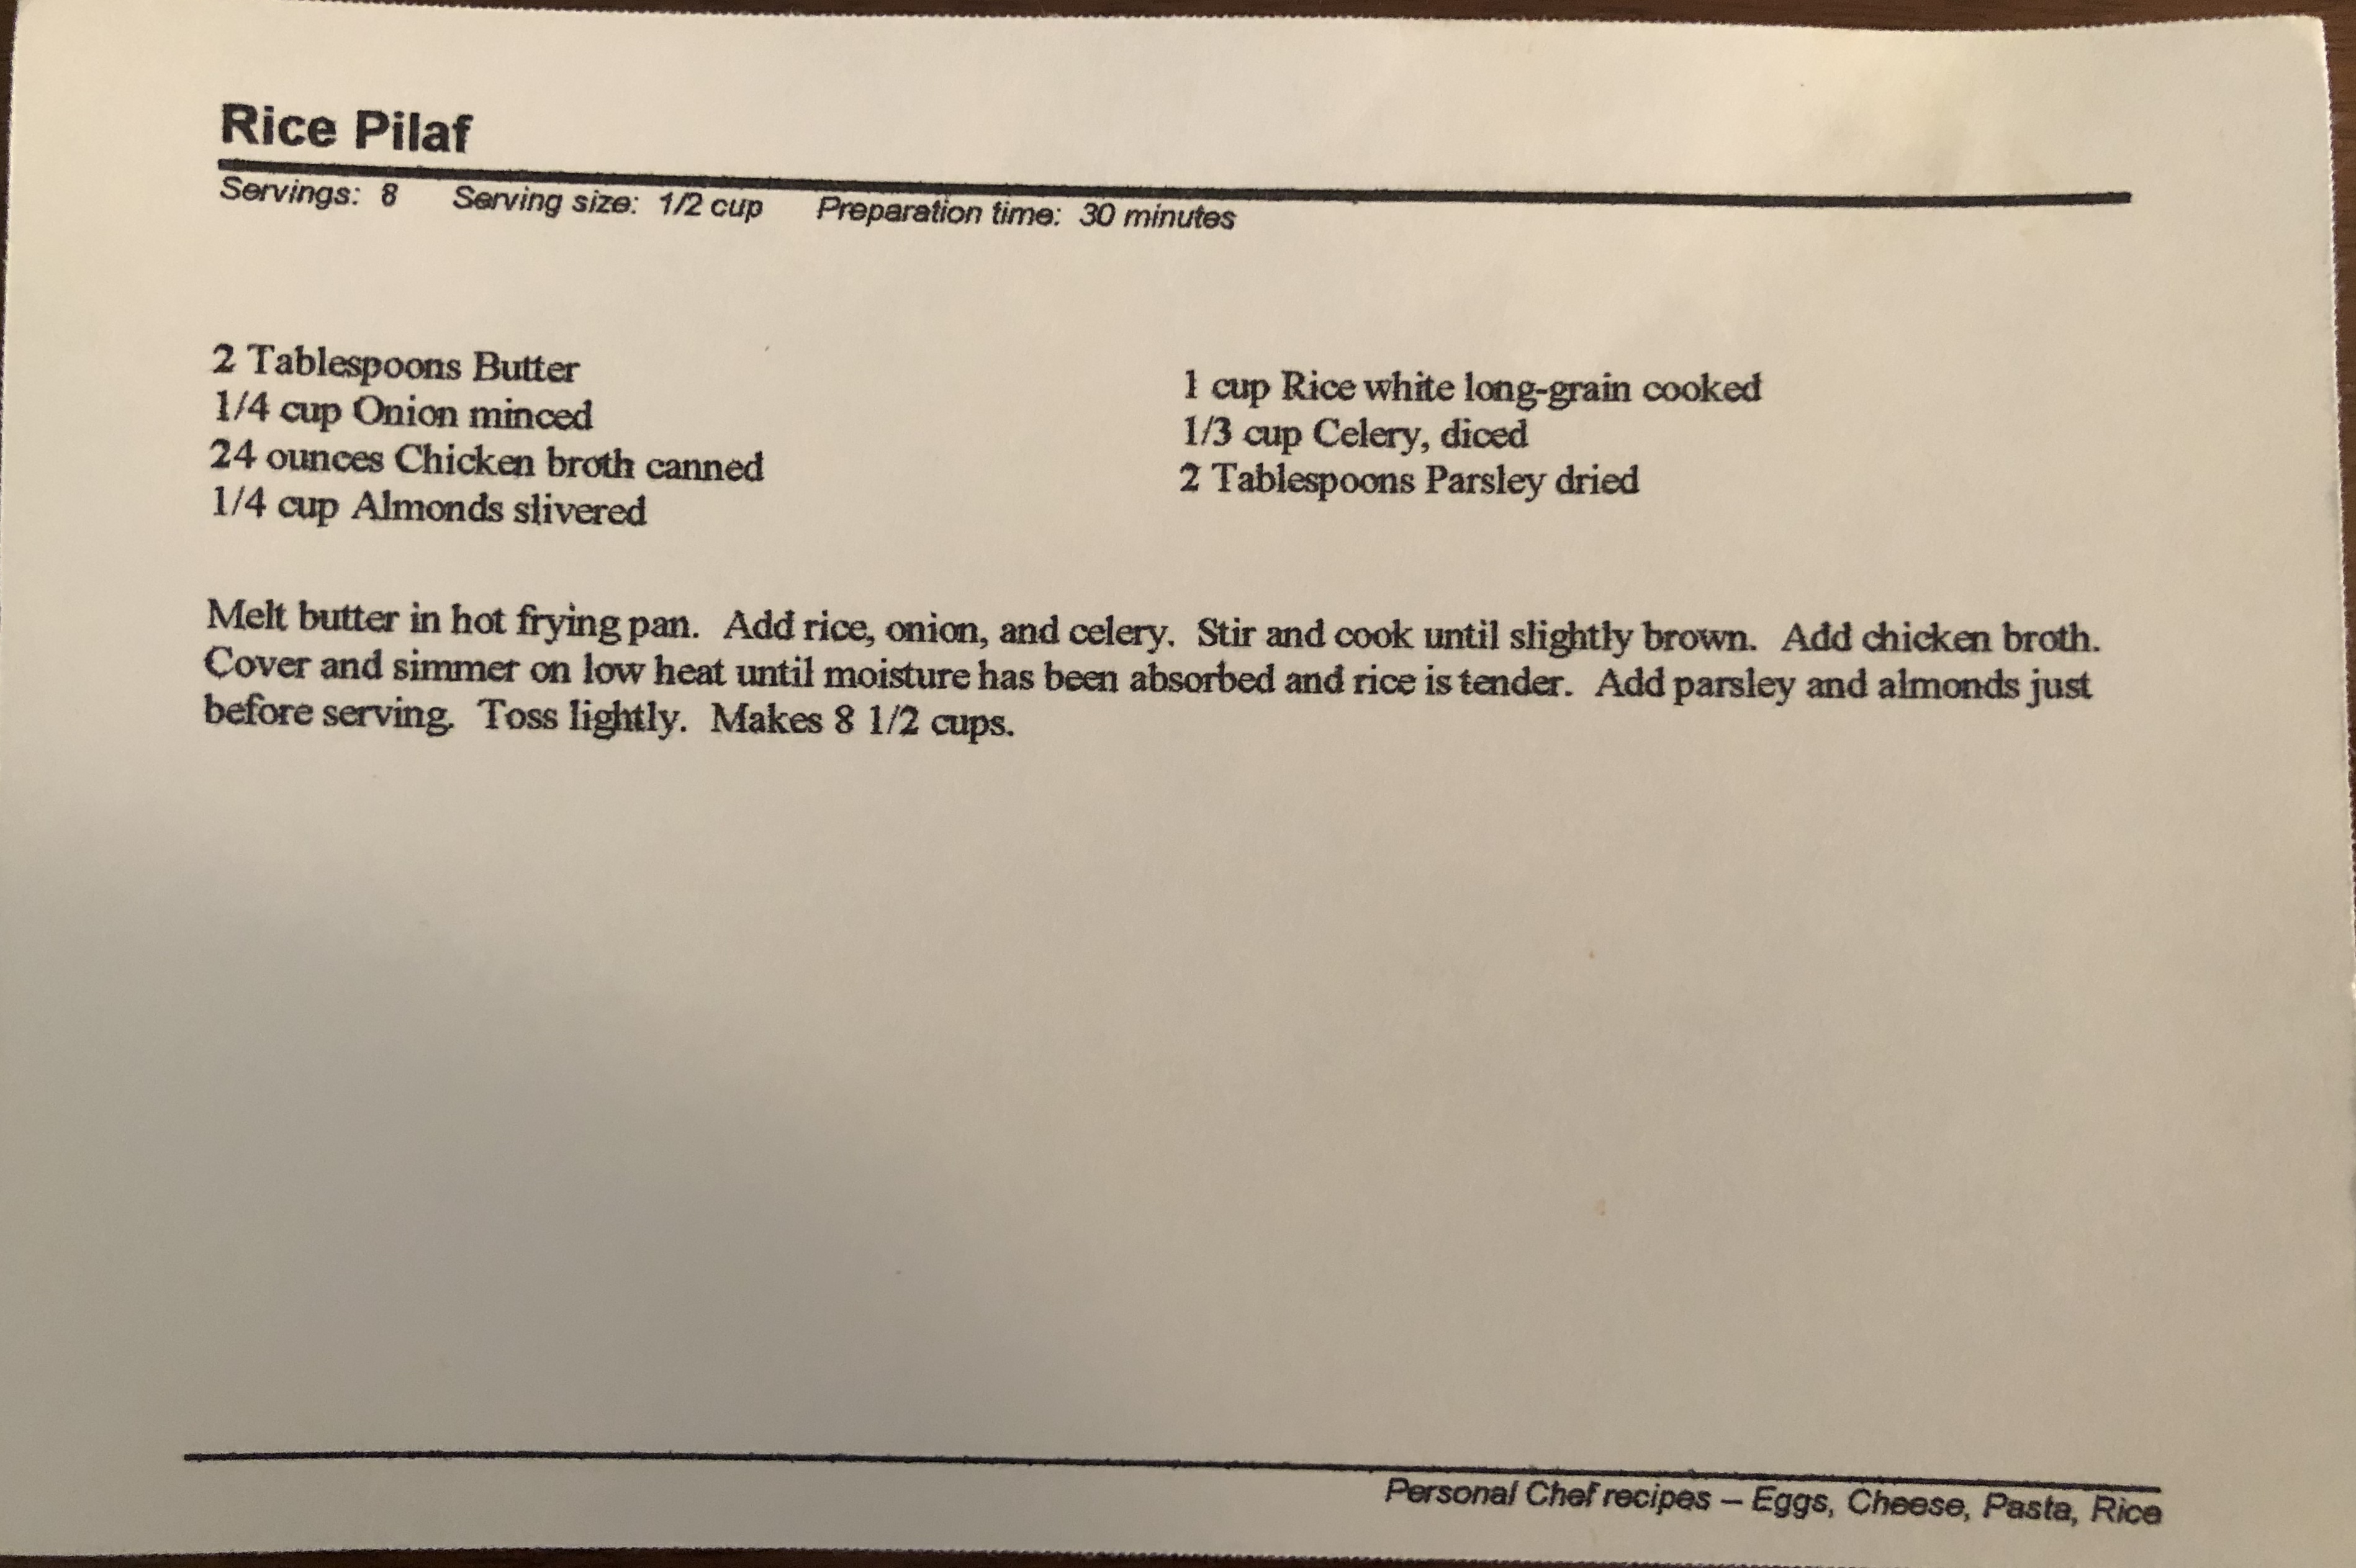 Rice Pilaf
Servings: 8 Serving size: 1/2 cup Preparation time: 30 minutes
2 Tablespoons Butter
1/4 cup Onion minced
24 ounces Chicken broth canned
1/4 cup Almonds slivered
1 cup Rice white long-grain cooked
1/3 cup Celery, diced
2 Tablespoons Parsley dried
Melt butter in hot frying pan. Add rice, onion, and celery. Stir and cook until slightly brown. Add chicken broth.
Cover and simmer on low heat until moisture has been absorbed and rice is tender. Add parsley and almonds just
before serving. Toss lightly. Makes 8 1/2 cups.
Personal Chef recipes – Eggs, Cheese, Pasta, Rice